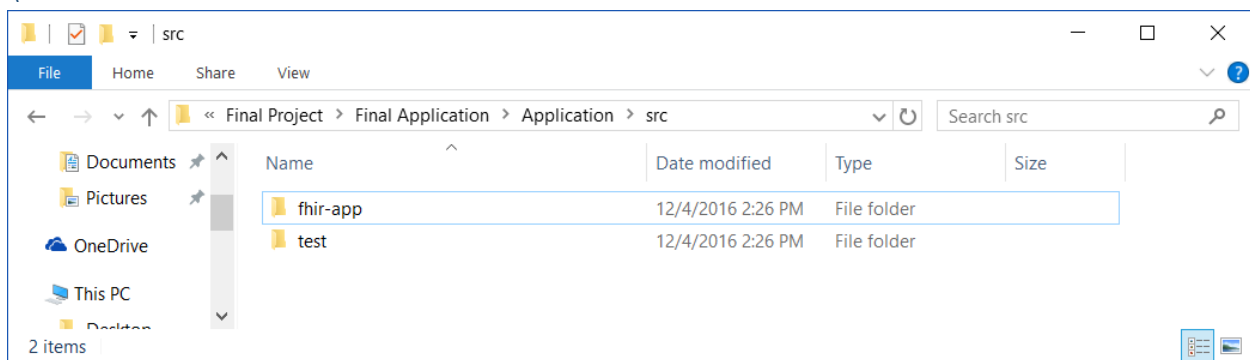 src
File Home Share View
« Final Project > Final Application > Application > src Search src
Documents
Pictures
OneDrive
This PC
Desktop
Name Date modified Type Size
fhir-app 12/4/2016 2:26 PM File folder
test 12/4/2016 2:26 PM File folder
2 items